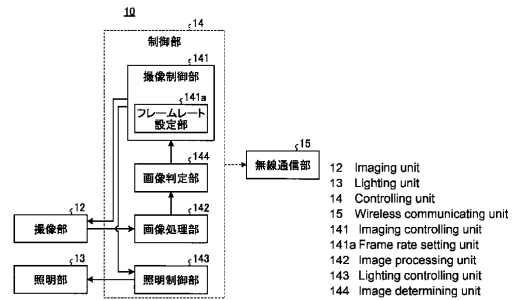 10
14
制御部
141
撮像制御部
141a
フレームレート
設定部
144
画像判定部
15
無線通信部
12
撮像部
142
画像処理部
13
照明部
143
照明制御部
12 Imaging unit
13 Lighting unit
14 Controlling unit
15 Wireless communicating unit
141 Imaging controlling unit
141a Frame rate setting unit
142 Image processing unit
143 Lighting controlling unit
144 Image determining unit